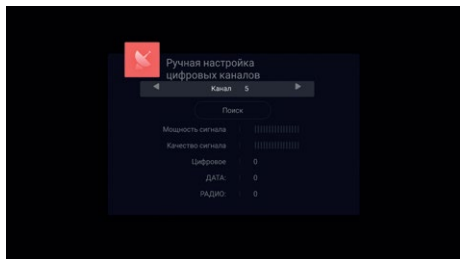 Ручная настройка
цифровых каналов
Канал 5
Поиск
Мощность сигнала :
Качество сигнала :
Цифровое : 0
ДАТА: : 0
РАДИО: : 0